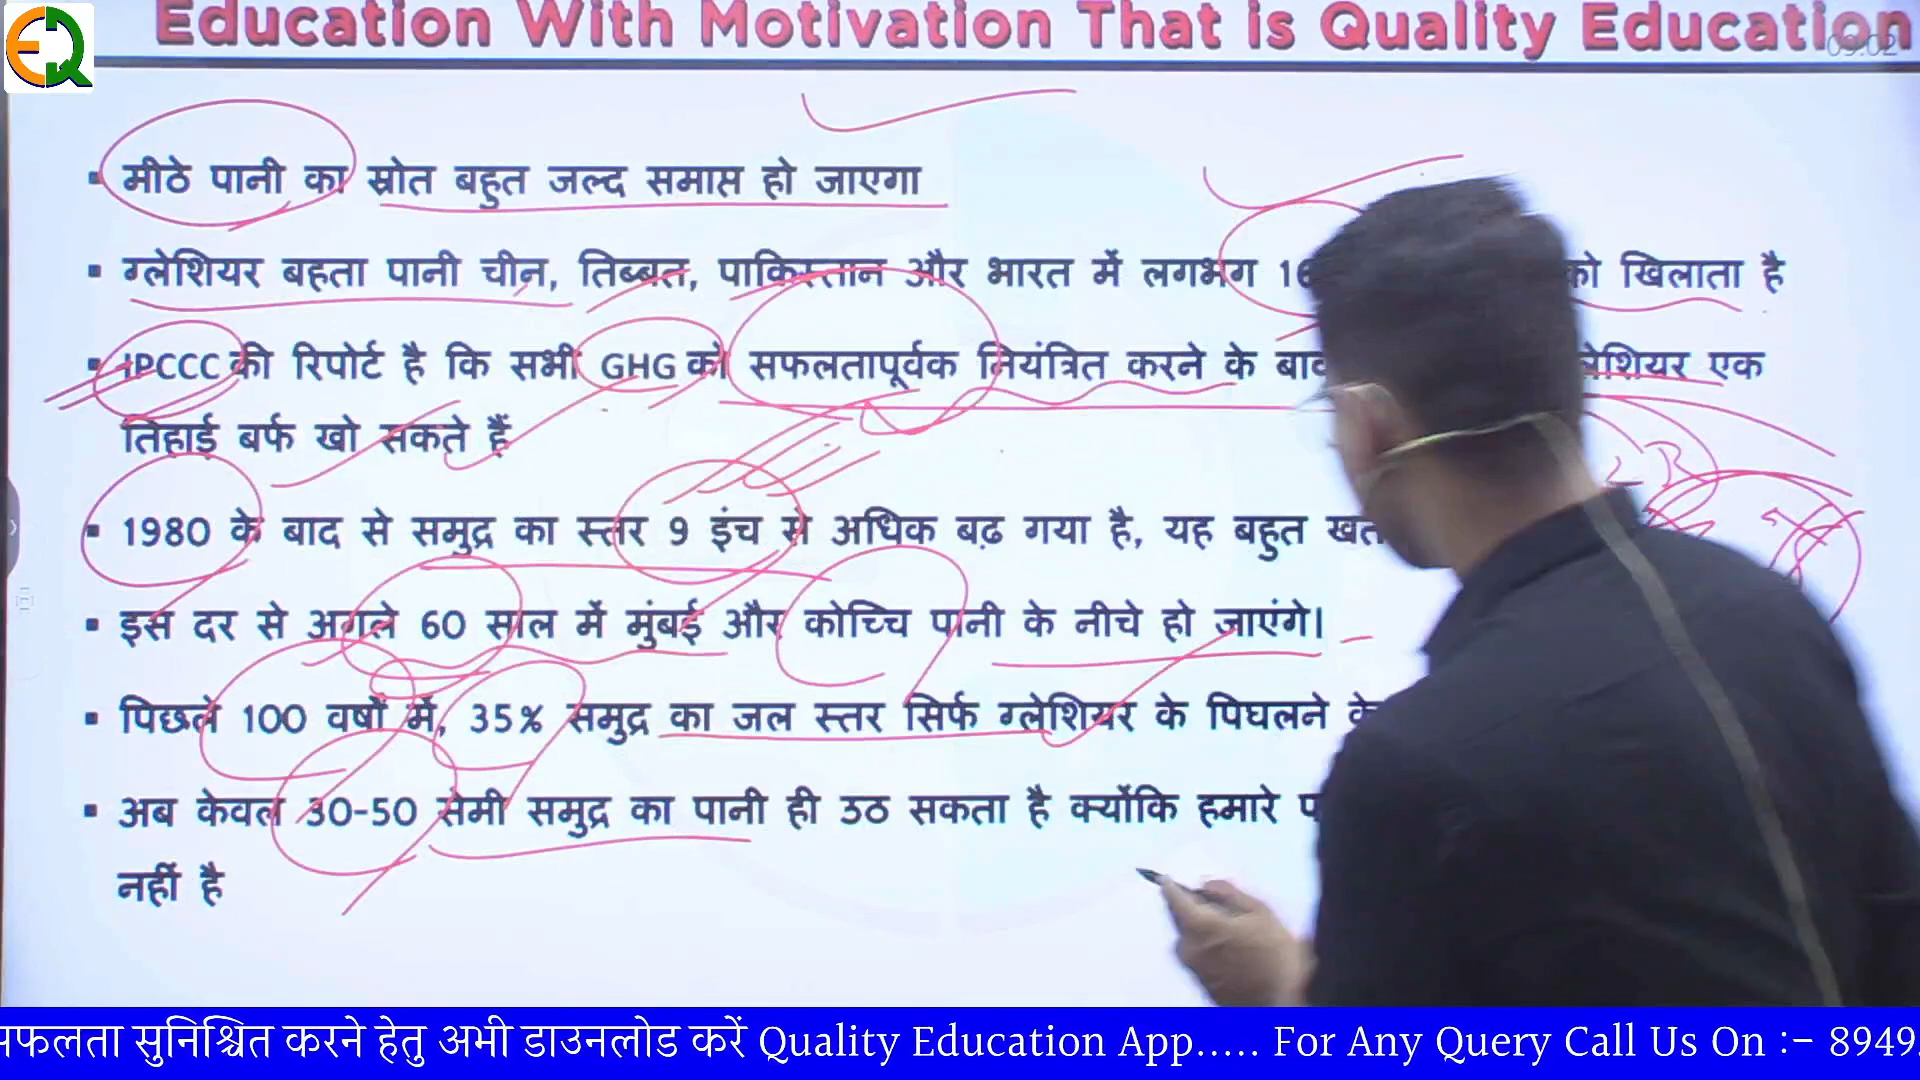 Education With Motivation That is Quality Education
EQ
09:02
मीठे पानी का स्रोत बहुत जल्द समाप्त हो जाएगा
ग्लेशियर बहता पानी चीन, तिब्बत, पाकिस्तान और भारत में लगभग को खिलाता है
IPCCC की रिपोर्ट है कि सभी GHG को सफलतापूर्वक नियंत्रित करने के एक
तिहाई बर्फ खो सकते हैं
1980 के बाद से समुद्र का स्तर 9 इंच से अधिक बढ़ गया है, यह बहुत
इस दर से अगले 60 साल में मुंबई और कोच्चि पानी के नीचे हो जाएंगे।
पिछले 100 वर्षों में, 35% समुद्र का जल स्तर सिर्फ ग्लेशियर के पिघलने
अब केवल 30-50 सेमी समुद्र का पानी ही उठ सकता है क्योंकि हमारे
नहीं है
सफलता सुनिश्चित करने हेतु अभी डाउनलोड करें Quality Education App..... For Any Query Call Us On :- 8949